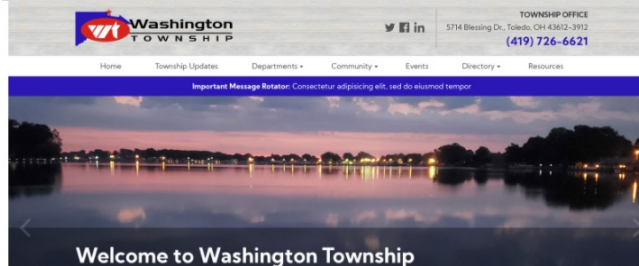 Washington
TOWNSHIP
TOWNSHIP OFFICE
5714 Blessing Dr., Toledo, OH 43612-3912
(419) 726-6621
Home Township Updates Departments Community Events Directory Resources
Important Message Rotator: Consectetur adipisicing elit, sed do eiusmod tempor
Welcome to Washington Township